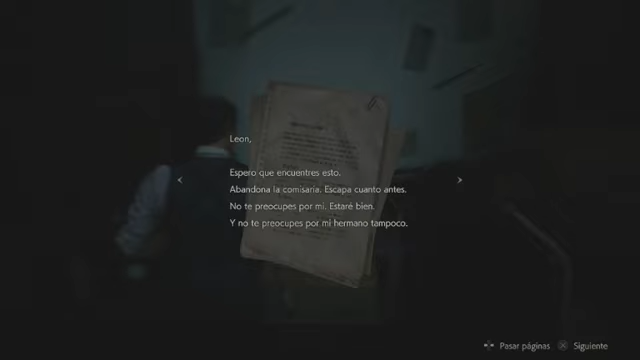 Leon,
Espero que encuentres esto.
Abandona la comisaría. Escapa cuanto antes.
No te preocupes por mí. Estaré bien.
Y no te preocupes por mi hermano tampoco.
Pasar páginas
Siguiente